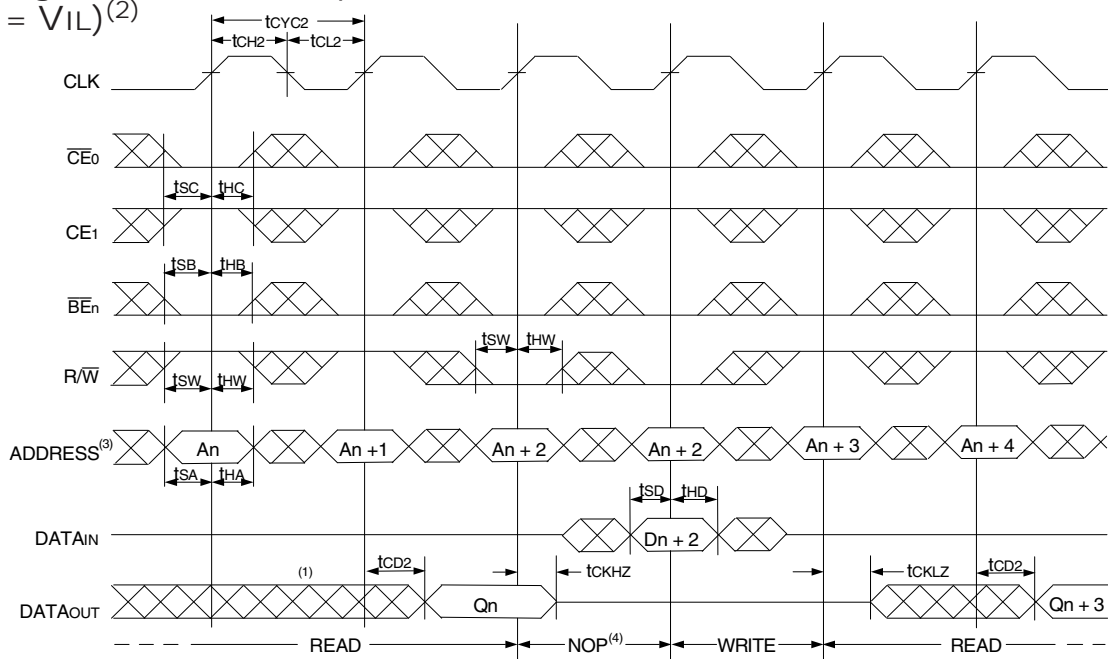 = VIL)(2)
tCYC2
tCH2 tCL2
CLK
CE0
tSC tHC
CE1
tSB tHB
BEn
tSW tHW
R/W
tSW tHW
ADDRESS(3) An An +1 An + 2 An + 2 An + 3 An + 4
tSA tHA
tSD tHD
DATAIN Dn + 2
(1) tCD2 tCKHZ tCKLZ tCD2
DATAOUT Qn Qn + 3
READ NOP(4) WRITE READ